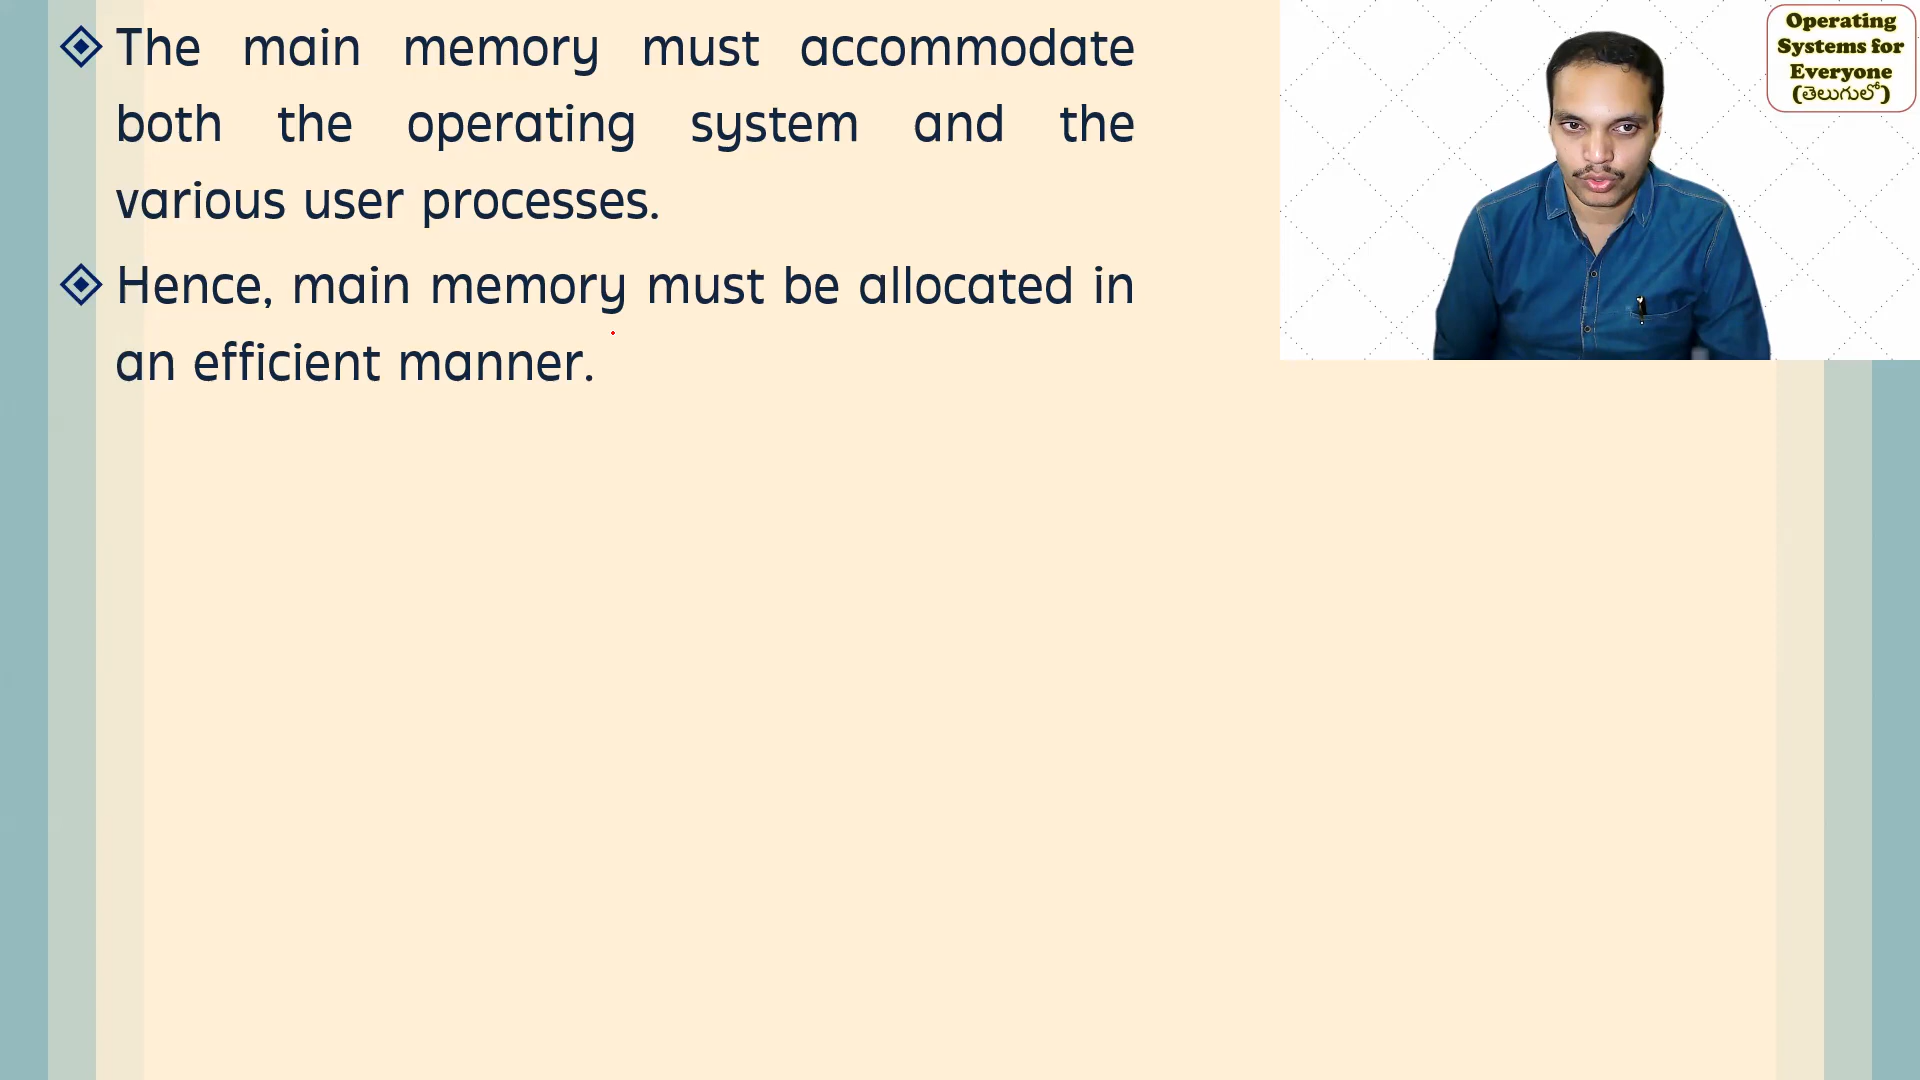 The main memory must accommodate
both the operating system and the
various user processes.
Hence, main memory must be allocated in
an efficient manner.
Operating
Systems for
Everyone
(తెలుగులో)